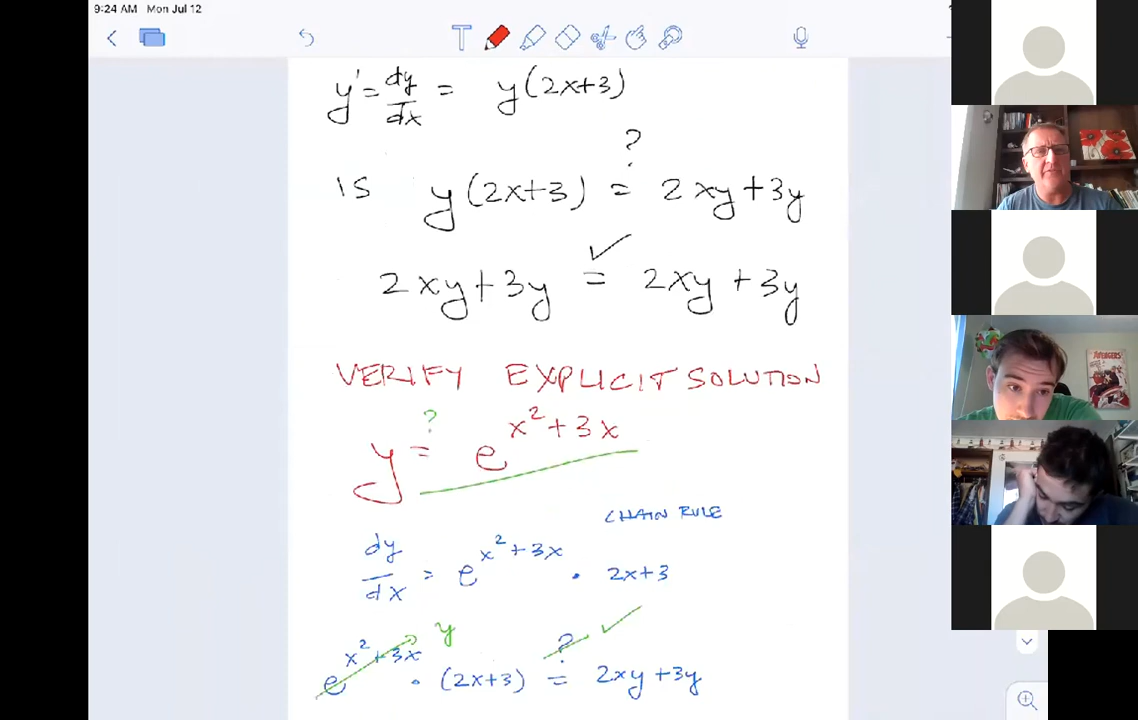 9:24 AM Mon Jul 12
T
y' = dy/dx = y(2x+3)
?
IS y(2x+3) = 2xy+3y
✓
2xy+3y = 2xy+3y
VERIFY EXPLICIT SOLUTION
?
y = e^x²+3x
CHAIN RULE
dy/dx = e^x²+3x · 2x+3
y ? ✓
e^x²+3x · (2x+3) = 2xy+3y
AVENGERS